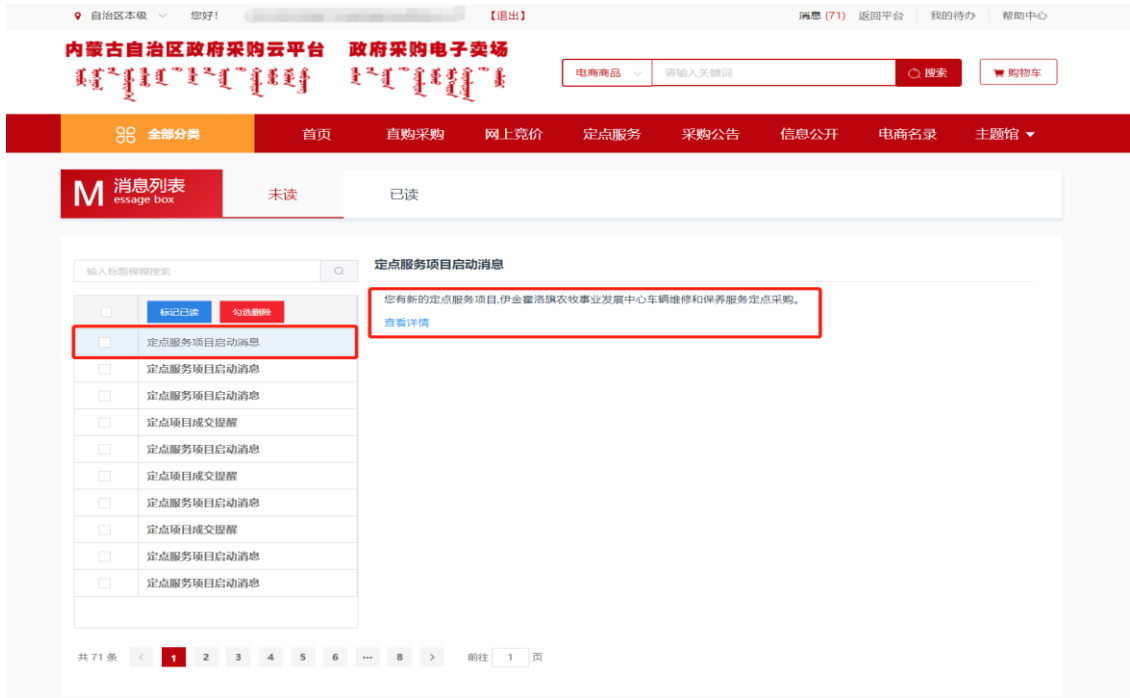 自治区本级 您好! 【退出】 消息 (71) 返回平台 我的待办 帮助中心
内蒙古自治区政府采购云平台 政府采购电子卖场
电商商品 请输入关键词 搜索 购物车
全部分类 首页 直购采购 网上竞价 定点服务 采购公告 信息公开 电商名录 主题馆
M 消息列表 essage box 未读 已读
输入标题模糊搜索
定点服务项目启动消息
您有新的定点服务项目,伊金霍洛旗农牧事业发展中心车辆维修和保养服务定点采购。
查看详情
标记已读 勾选删除
定点服务项目启动消息
定点服务项目启动消息
定点服务项目启动消息
定点项目成交提醒
定点服务项目启动消息
定点项目成交提醒
定点服务项目启动消息
定点项目成交提醒
定点服务项目启动消息
定点服务项目启动消息
共 71 条 < 1 2 3 4 5 6 ··· 8 > 前往 1 页